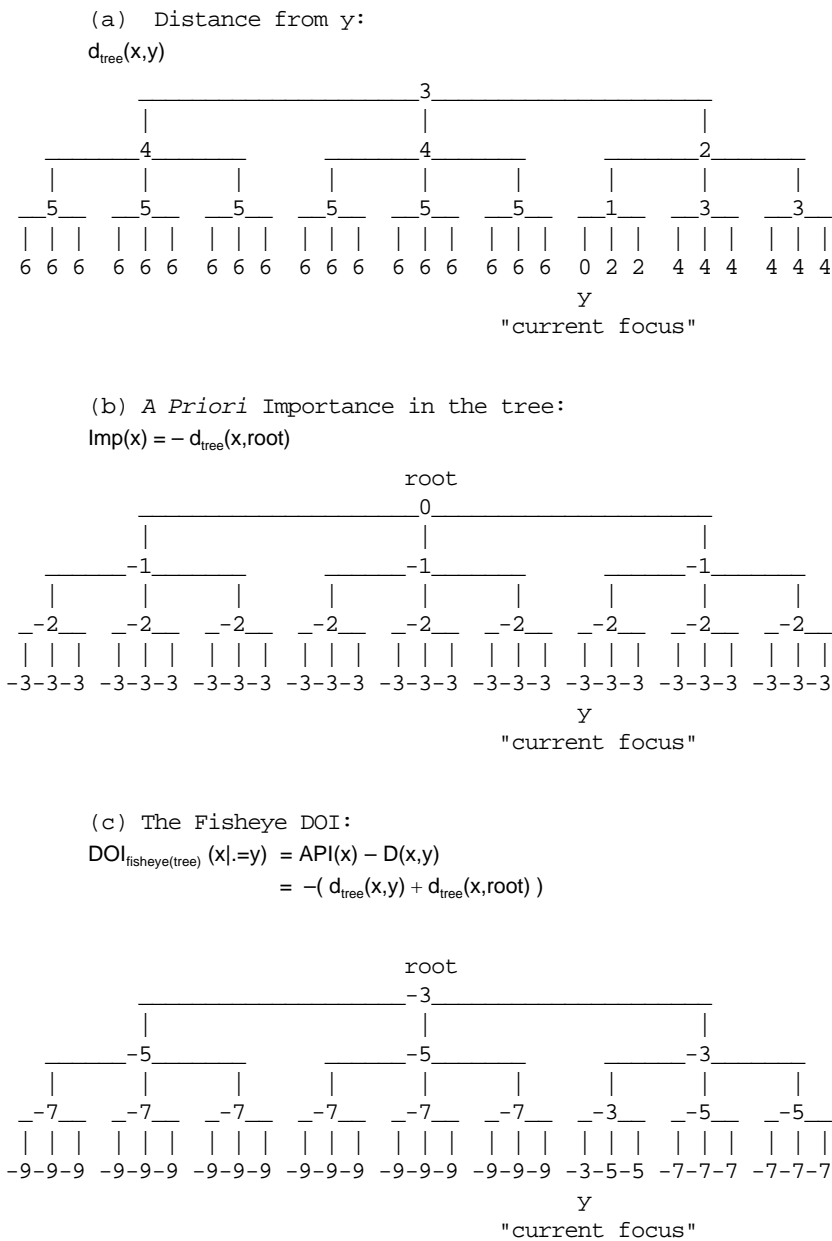 (a) Distance from y:
d_tree(x,y)
3
4 4 2
5 5 5 5 5 5 1 3 3
6 6 6 6 6 6 6 6 6 6 6 6 6 6 6 6 6 6 0 2 2 4 4 4 4 4 4
y
"current focus"
(b) A Priori Importance in the tree:
Imp(x) = – d_tree(x,root)
root
0
-1 -1 -1
-2 -2 -2 -2 -2 -2 -2 -2 -2
-3-3-3 -3-3-3 -3-3-3 -3-3-3 -3-3-3 -3-3-3 -3-3-3 -3-3-3 -3-3-3
y
"current focus"
(c) The Fisheye DOI:
DOI_fisheye(tree) (x|.=y) = API(x) – D(x,y)
= –( d_tree(x,y) + d_tree(x,root) )
root
-3
-5 -5 -3
-7 -7 -7 -7 -7 -7 -3 -5 -5
-9-9-9 -9-9-9 -9-9-9 -9-9-9 -9-9-9 -9-9-9 -3-5-5 -7-7-7 -7-7-7
y
"current focus"